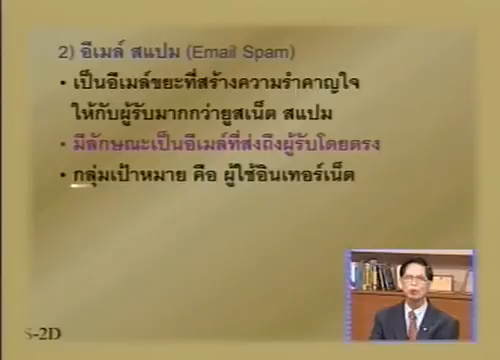 2) อีเมล์ สแปม (Email Spam)
• เป็นอีเมล์ขยะที่สร้างความรำคาญใจ
ให้กับผู้รับมากกว่ายูสเน็ต สแปม
• มีลักษณะเป็นอีเมล์ที่ส่งถึงผู้รับโดยตรง
• กลุ่มเป้าหมาย คือ ผู้ใช้อินเทอร์เน็ต
S-2D